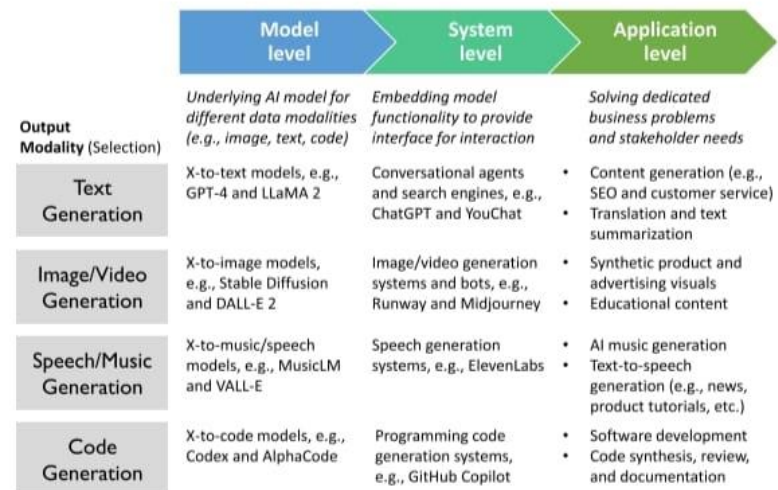 Model
level
System
level
Application
level
Output
Modality (Selection)
Underlying AI model for
different data modalities
(e.g., image, text, code)
Embedding model
functionality to provide
interface for interaction
Solving dedicated
business problems
and stakeholder needs
Text
Generation
X-to-text models, e.g.,
GPT-4 and LLaMA 2
Conversational agents
and search engines, e.g.,
ChatGPT and YouChat
• Content generation (e.g.,
SEO and customer service)
• Translation and text
summarization
Image/Video
Generation
X-to-image models,
e.g., Stable Diffusion
and DALL-E 2
Image/video generation
systems and bots, e.g.,
Runway and Midjourney
• Synthetic product and
advertising visuals
• Educational content
Speech/Music
Generation
X-to-music/speech
models, e.g., MusicLM
and VALL-E
Speech generation
systems, e.g., ElevenLabs
• AI music generation
• Text-to-speech
generation (e.g., news,
product tutorials, etc.)
Code
Generation
X-to-code models, e.g.,
Codex and AlphaCode
Programming code
generation systems,
e.g., GitHub Copilot
• Software development
• Code synthesis, review,
and documentation